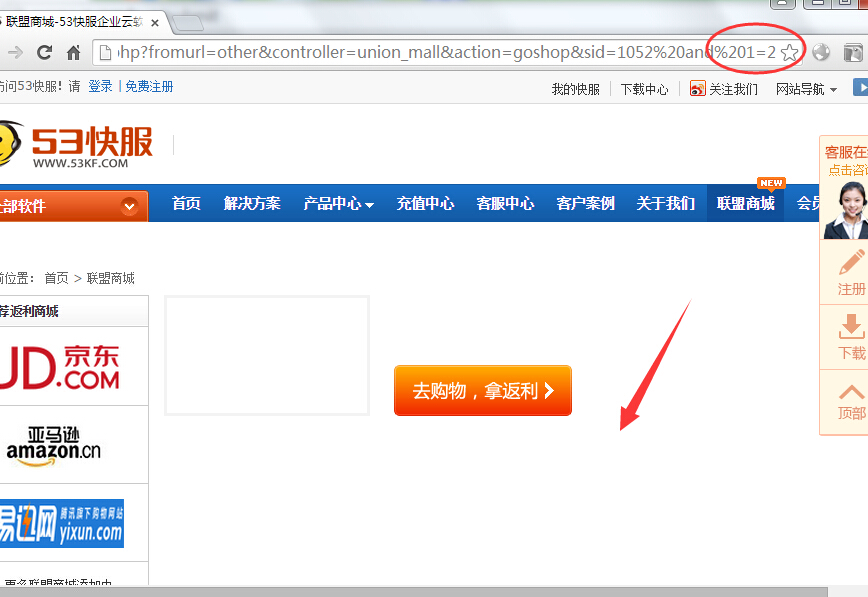 联盟商城-53快服企业云软
hp?fromurl=other&controller=union_mall&action=goshop&sid=1052%20and%201=2
访问53快服！请 登录 | 免费注册
我的快服 下载中心 关注我们 网站导航
53快服
WWW.53KF.COM
全部软件
首页 解决方案 产品中心 充值中心 客服中心 客户案例 关于我们 联盟商城 会员
NEW
客服在
点击咨
注册
下载
顶部
前位置： 首页 > 联盟商城
荐返利商城
JD.京东
.COM
去购物，拿返利
亚马逊
amazon.cn
易迅网 腾讯旗下购物网站
yixun.com
更多联盟商城添加中